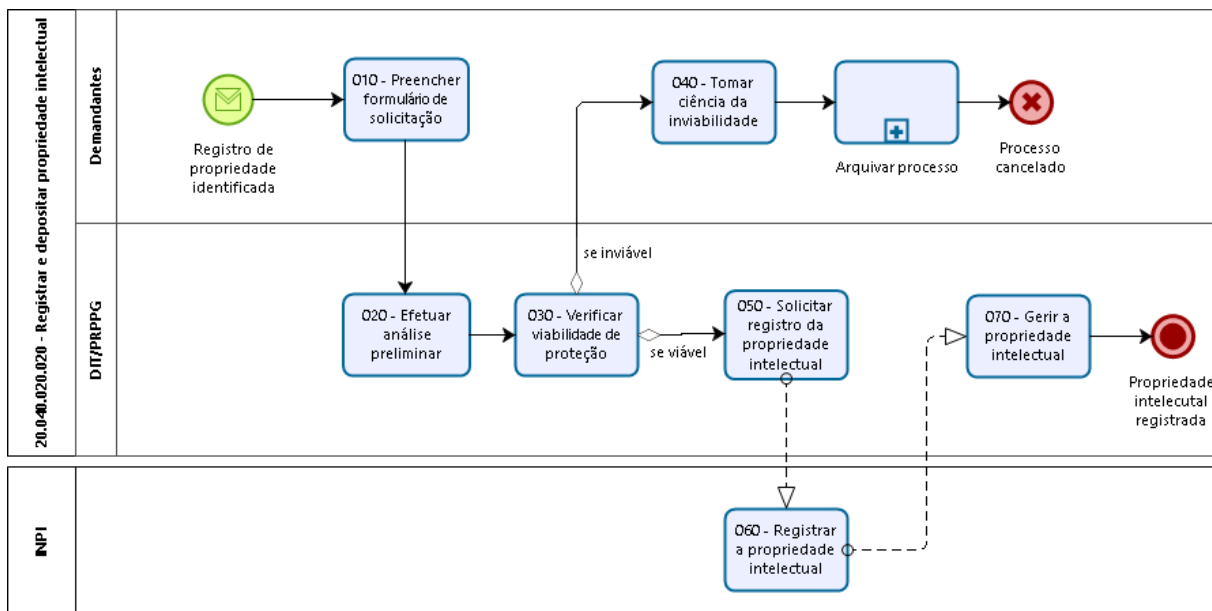 20.040.020.020 - Registrar e depositar propriedade intelectual
Demandantes
Registro de
propriedade
identificada
010 - Preencher
formulário de
solicitação
040 - Tomar
ciência da
inviabilidade
Arquivar processo
Processo
cancelado
DIT/PRPPG
se inviável
020 - Efetuar
análise
preliminar
030 - Verificar
viabilidade de
proteção
se viável
050 - Solicitar
registro da
propriedade
intelectual
070 - Gerir a
propriedade
intelectual
Propriedade
intelecutal
registrada
INPI
060 - Registrar
a propriedade
intelectual